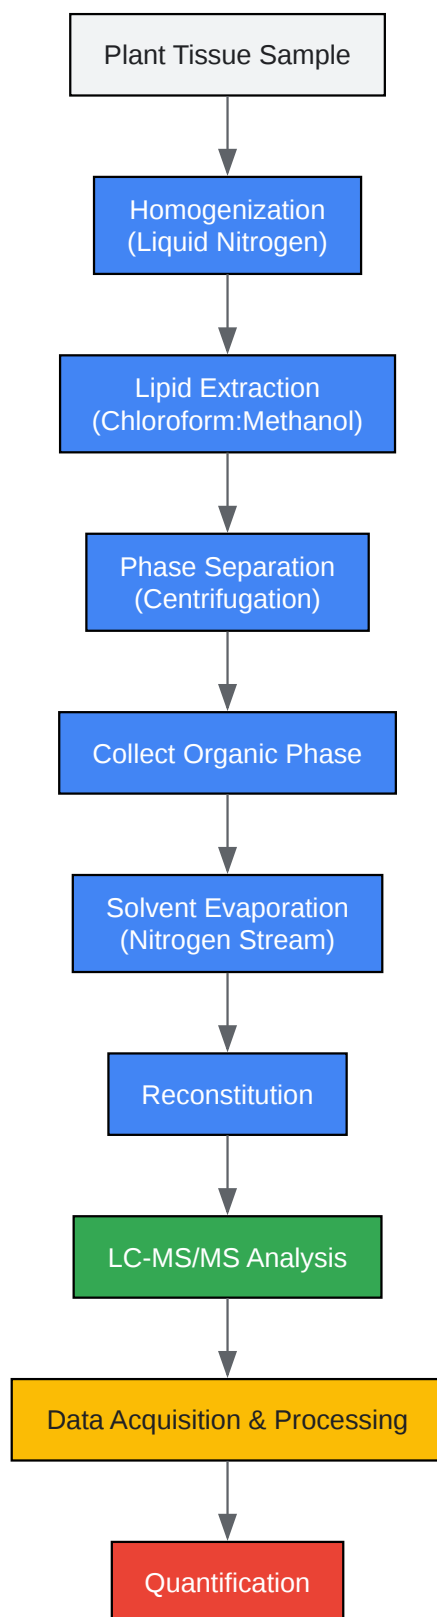 Plant Tissue Sample
Homogenization
(Liquid Nitrogen)
Lipid Extraction
(Chloroform:Methanol)
Phase Separation
(Centrifugation)
Collect Organic Phase
Solvent Evaporation
(Nitrogen Stream)
Reconstitution
LC-MS/MS Analysis
Data Acquisition & Processing
Quantification